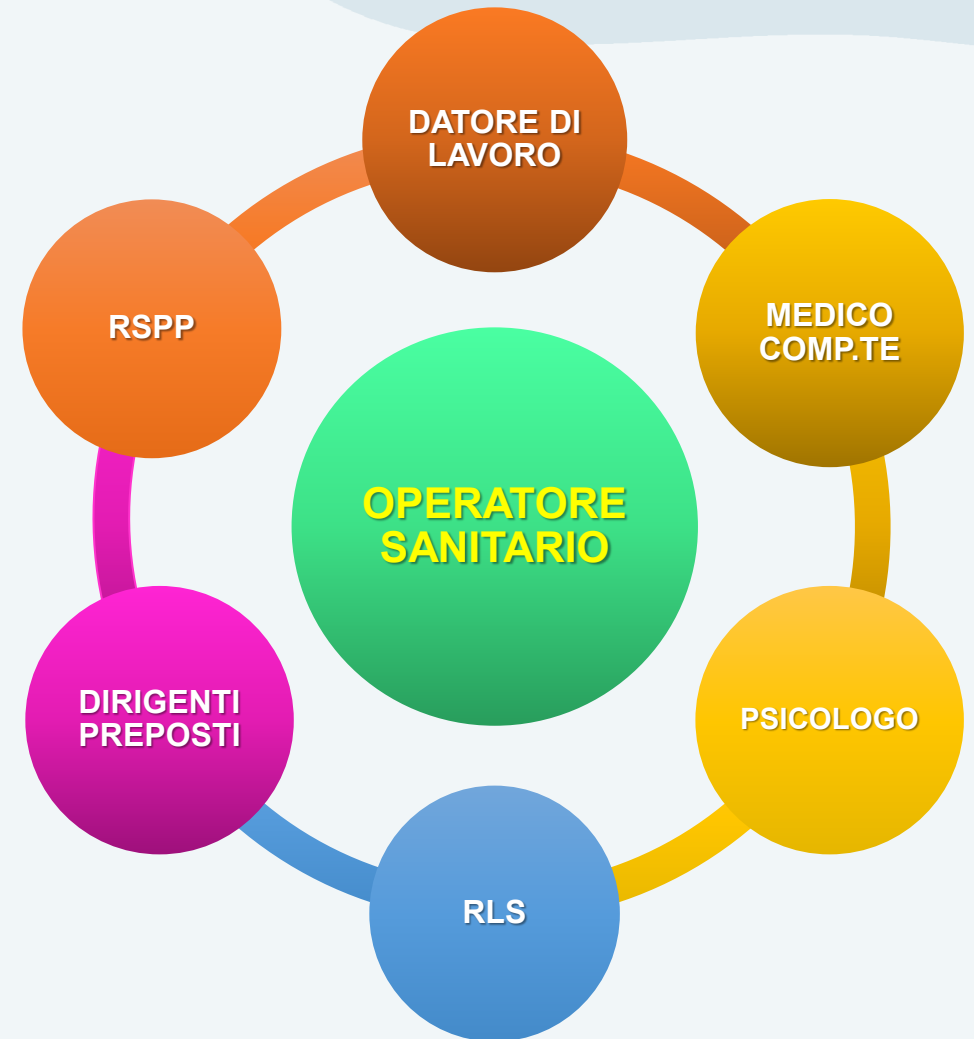 DATORE DI
LAVORO
RSPP
MEDICO
COMP.TE
OPERATORE
SANITARIO
DIRIGENTI
PREPOSTI
PSICOLOGO
RLS